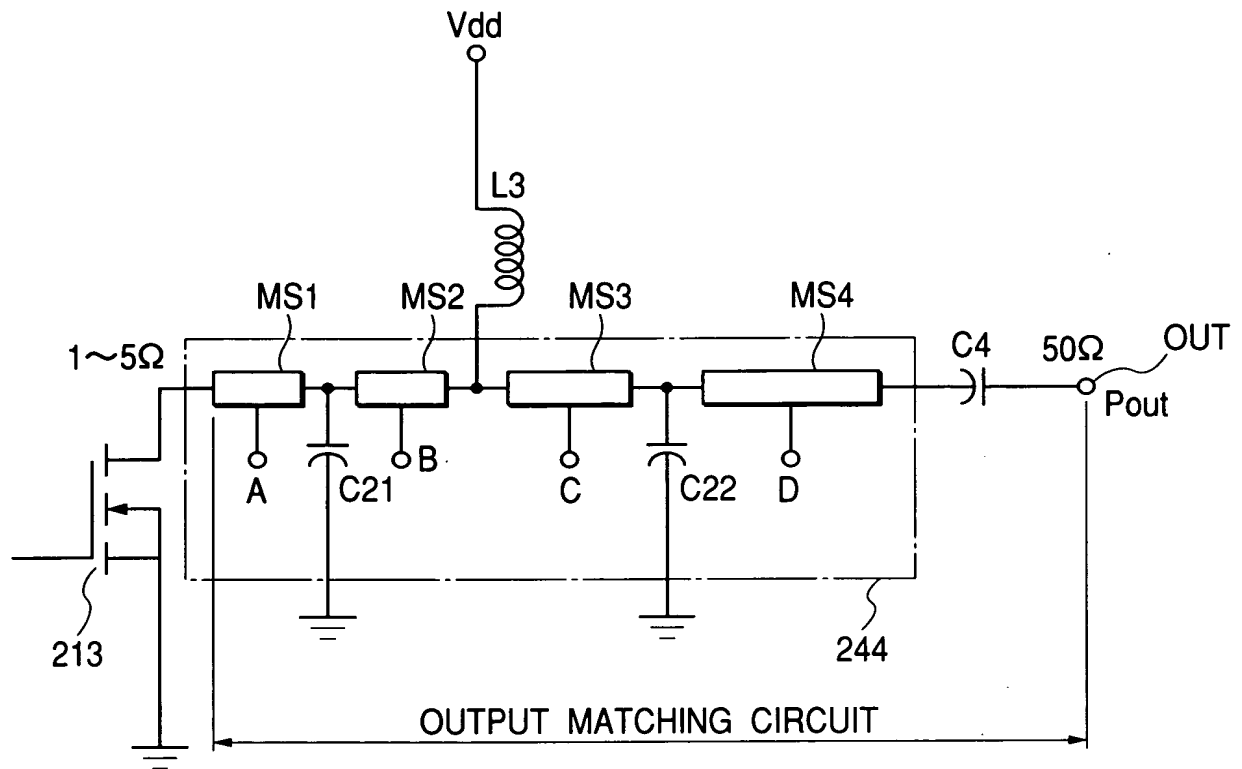 Vdd
L3
MS1
MS2
MS3
MS4
1~5Ω
C4
50Ω
OUT
Pout
A
C21
B
C
C22
D
213
244
OUTPUT MATCHING CIRCUIT